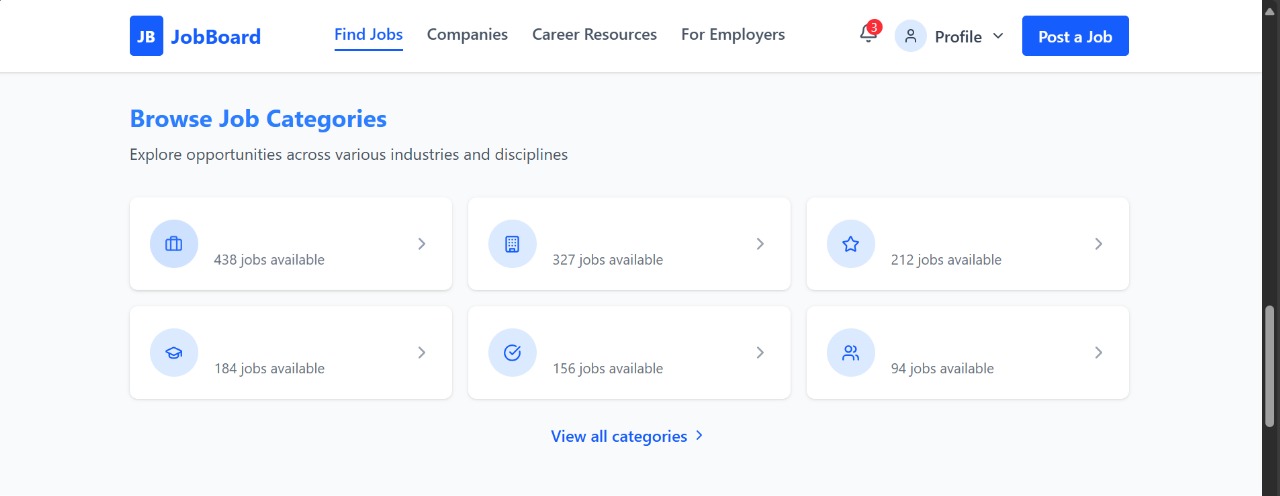 JB JobBoard Find Jobs Companies Career Resources For Employers 3 Profile Post a Job
Browse Job Categories
Explore opportunities across various industries and disciplines
438 jobs available 327 jobs available 212 jobs available
184 jobs available 156 jobs available 94 jobs available
View all categories